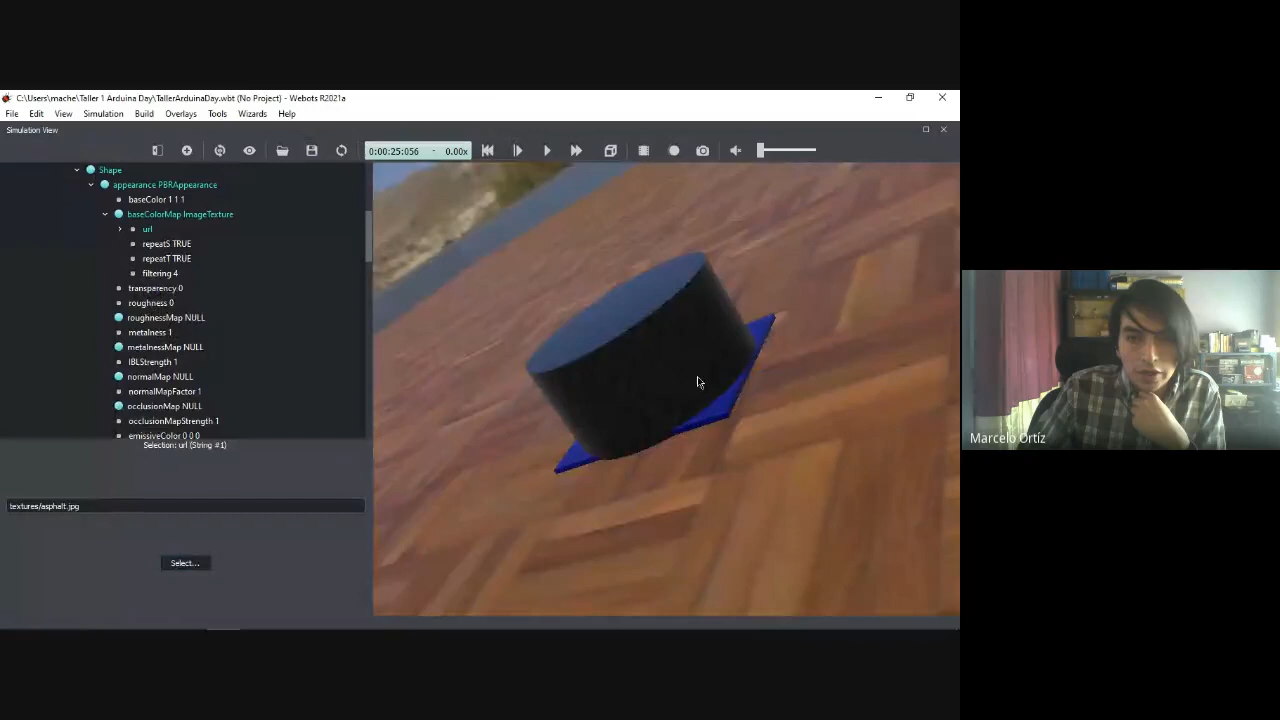 C:\Users\mache\Taller 1 Arduina Day\TallerArduinaDay.wbt (No Project) - Webots R2021a
File Edit View Simulation Build Overlays Tools Wizards Help
Simulation View
0:00:25:056 - 0.00x
Shape
appearance PBRAppearance
baseColor 1 1 1
baseColorMap ImageTexture
url
repeatS TRUE
repeatT TRUE
filtering 4
transparency 0
roughness 0
roughnessMap NULL
metalness 1
metalnessMap NULL
IBLStrength 1
normalMap NULL
normalMapFactor 1
occlusionMap NULL
occlusionMapStrength 1
emissiveColor 0 0 0
Selection: url (String #1)
textures/asphalt.jpg
Select...
Marcelo Ortíz